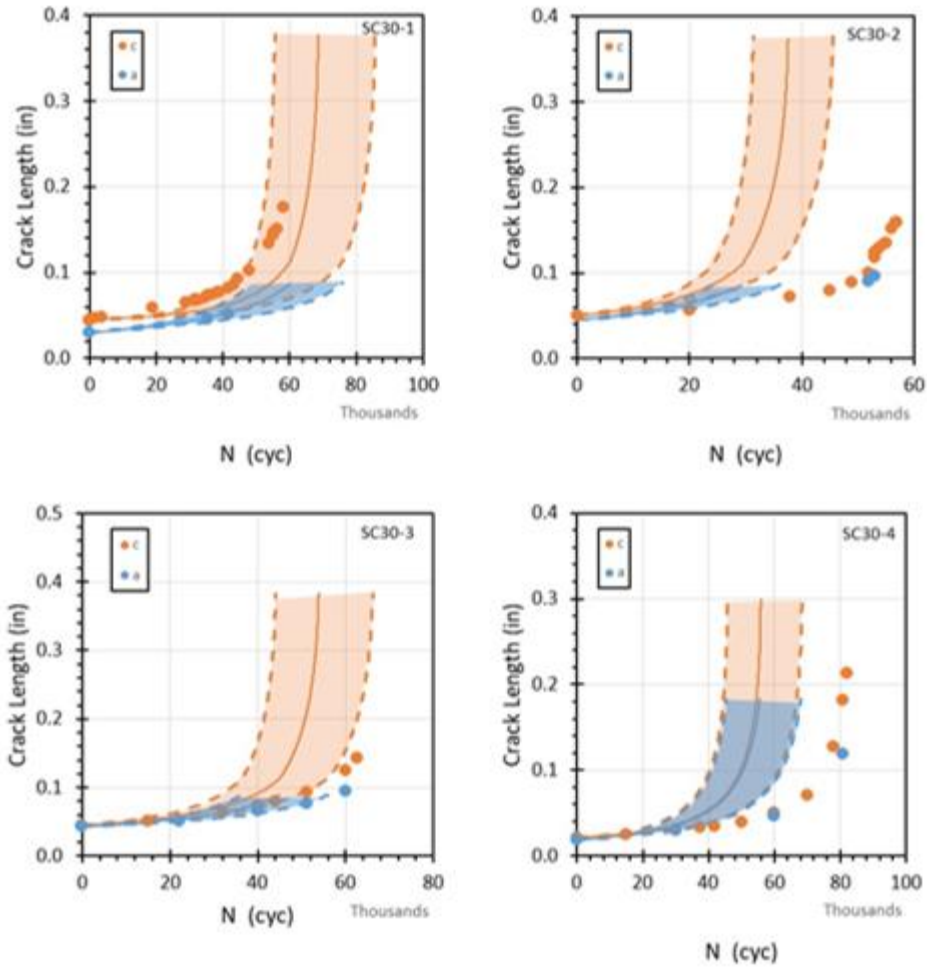 SC30-1
c
a
0.4
0.3
0.2
0.1
0.0
Crack Length (in)
0 20 40 60 80 100
Thousands
N (cyc)
SC30-2
c
a
0.4
0.3
0.2
0.1
0.0
Crack Length (in)
0 20 40 60
Thousands
N (cyc)
SC30-3
c
a
0.5
0.4
0.3
0.2
0.1
0.0
Crack Length (in)
0 20 40 60 80
Thousands
N (cyc)
SC30-4
c
a
0.4
0.3
0.2
0.1
0.0
Crack Length (in)
0 20 40 60 80 100
Thousands
N (cyc)